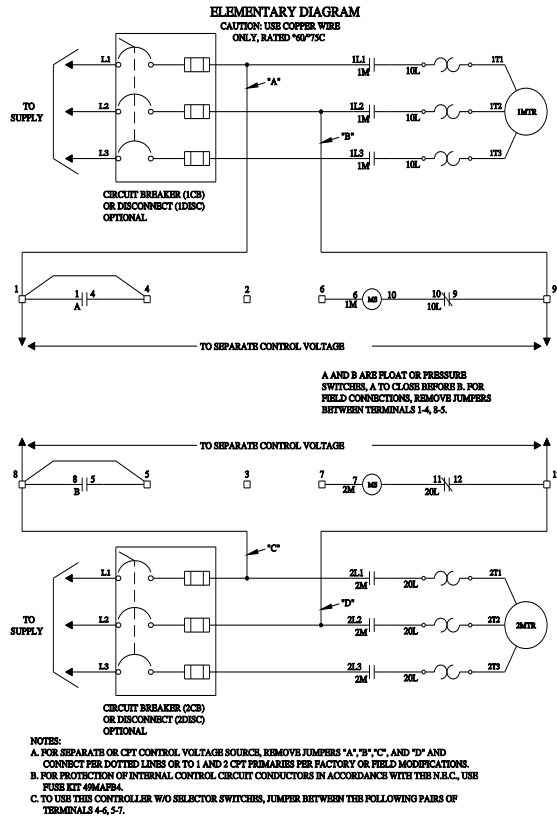 ELEMENTARY DIAGRAM
CAUTION: USE COPPER WIRE
ONLY, RATED °60/°75C
L1
1L1
1M
10L
1T1
"A"
TO
SUPPLY
L2
1L2
1M
10L
1T2
1MTR
"B"
L3
1L3
1M
10L
1T3
CIRCUIT BREAKER (1CB)
OR DISCONNECT (1DISC)
OPTIONAL
1
1
4
A
4
2
6
6
1M
MS
10
10
9
10L
9
TO SEPARATE CONTROL VOLTAGE
A AND B ARE FLOAT OR PRESSURE
SWITCHES, A TO CLOSE BEFORE B. FOR
FIELD CONNECTIONS, REMOVE JUMPERS
BETWEEN TERMINALS 1-4, 8-5.
TO SEPARATE CONTROL VOLTAGE
8
8
5
B
5
3
7
7
2M
MS
11
12
20L
"C"
L1
2L1
2M
20L
2T1
"D"
TO
SUPPLY
L2
2L2
2M
20L
2T2
2MTR
L3
2L3
2M
20L
2T3
CIRCUIT BREAKER (2CB)
OR DISCONNECT (2DISC)
OPTIONAL
NOTES:
A. FOR SEPARATE OR CPT CONTROL VOLTAGE SOURCE, REMOVE JUMPERS "A","B","C", AND "D" AND
CONNECT PER DOTTED LINES OR TO 1 AND 2 CPT PRIMARIES PER FACTORY OR FIELD MODIFICATIONS.
B. FOR PROTECTION OF INTERNAL CONTROL CIRCUIT CONDUCTORS IN ACCORDANCE WITH THE N.E.C., USE
FUSE KIT 49MAFB4.
C. TO USE THIS CONTROLLER W/O SELECTOR SWITCHES, JUMPER BETWEEN THE FOLLOWING PAIRS OF
TERMINALS 4-6, 5-7.